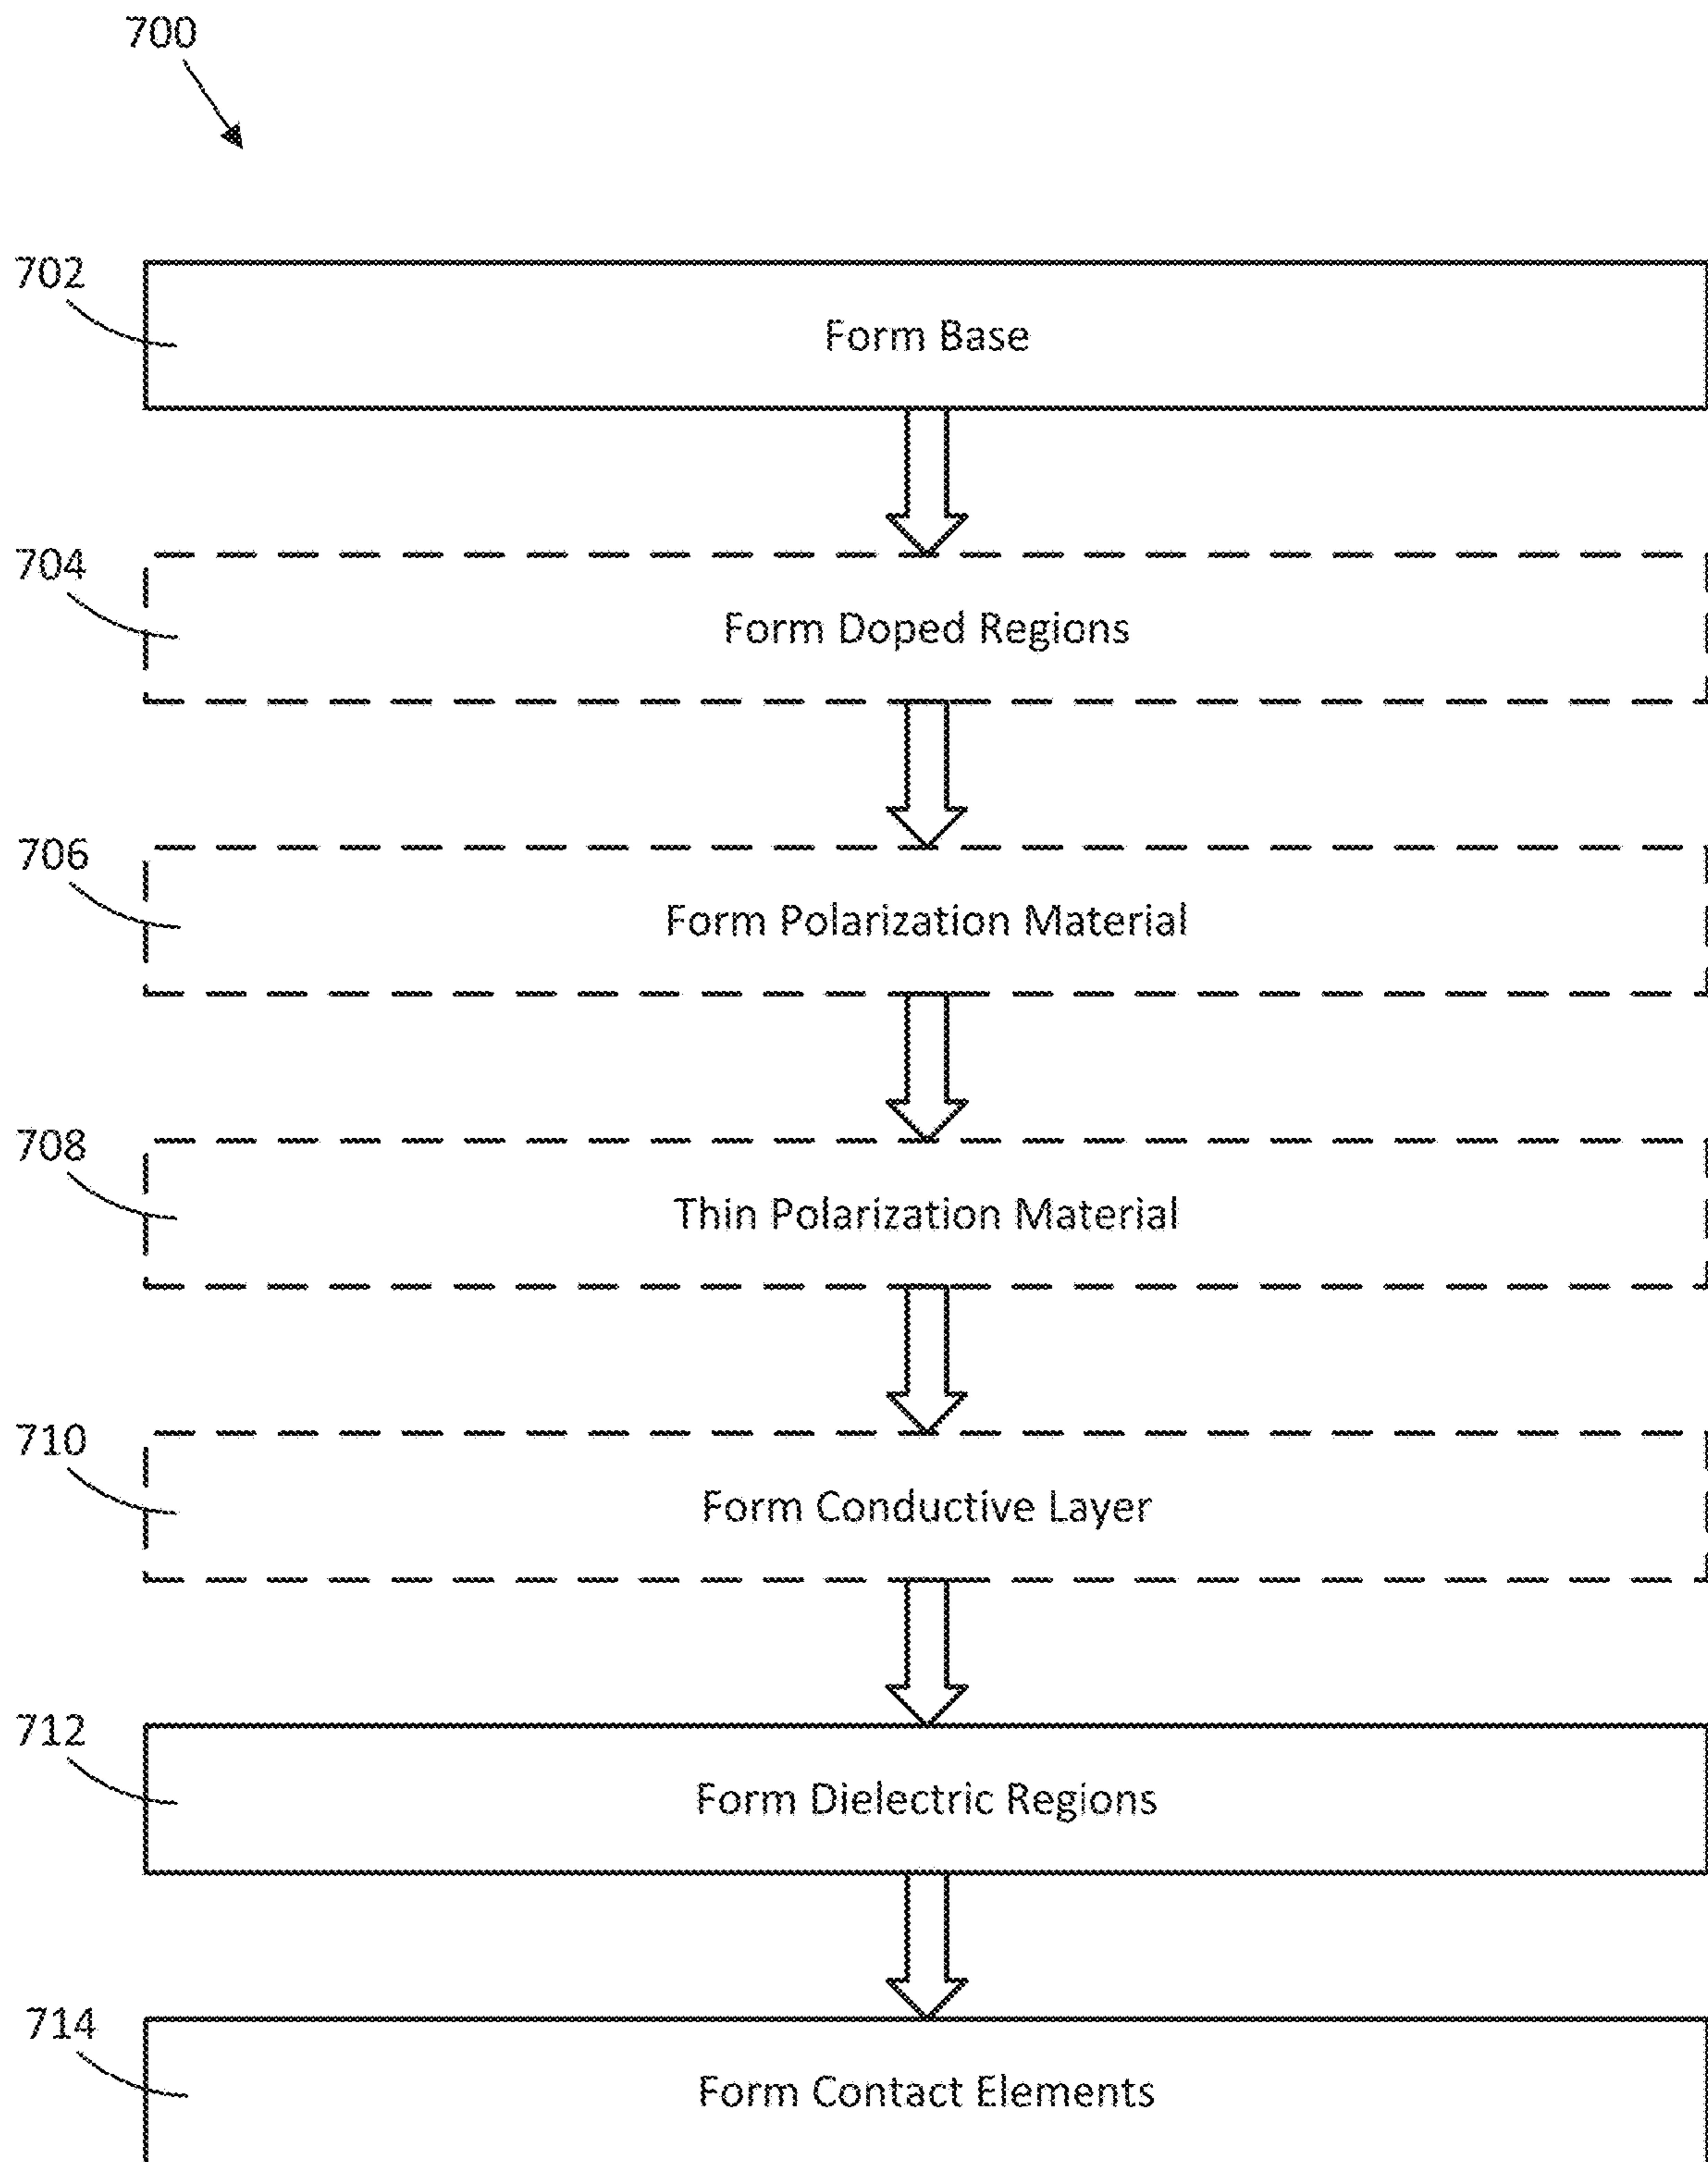 700
702
Form Base
704
Form Doped Regions
706
Form Polarization Material
708
Thin Polarization Material
710
Form Conductive Layer
712
Form Dielectric Regions
714
Form Contact Elements